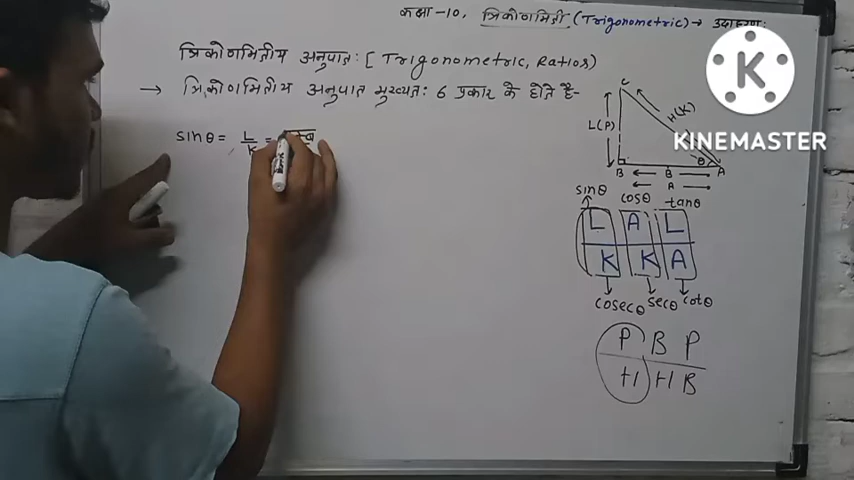 कक्षा -10, त्रिकोणमिती (Trigonometric) → उदाहरण:
त्रिकोणमितीय अनुपात: [Trigonometric, Ratios)
→ त्रिकोणमितीय अनुपात मुख्यत: 6 प्रकार के होते है-
sinθ = L/K =
C
L(P)
H(K)
θ
B
A
B
A
sinθ cosθ tanθ
L A L
K K A
cosecθ secθ cotθ
P B P
H H B
K
KINEMASTER